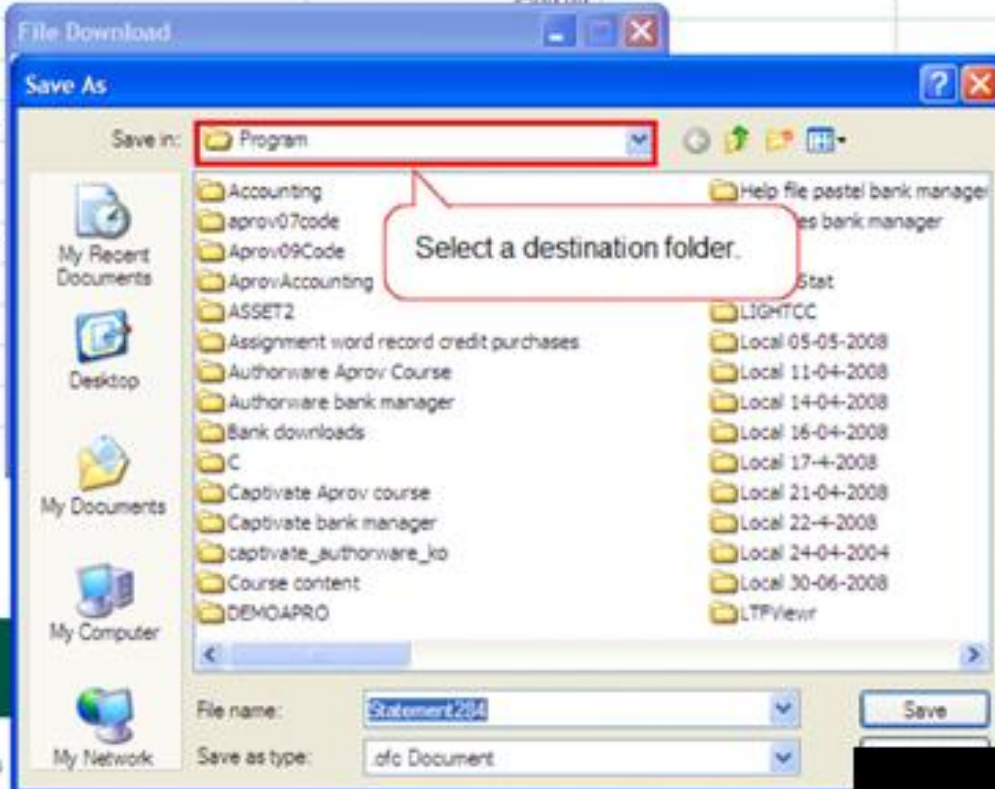 File Download
Save As
Save in:
Program
Select a destination folder.
My Recent
Documents
Desktop
My Documents
My Computer
My Network
Accounting
aprov07code
Aprov09Code
AprovAccounting
ASSET2
Assignment word record credit purchases
Authorware Aprov Course
Authorware bank manager
Bank downloads
C
Captivate Aprov course
Captivate bank manager
captivate_authorware_ko
Course content
DEMOAPRO
Help file pastel bank manager
bank manager
Stat
LIGHTCC
Local 05-05-2008
Local 11-04-2008
Local 14-04-2008
Local 16-04-2008
Local 17-4-2008
Local 21-04-2008
Local 22-4-2008
Local 24-04-2004
Local 30-06-2008
LTFViewr
File name:
Statement284
Save
Save as type:
.ofc Document